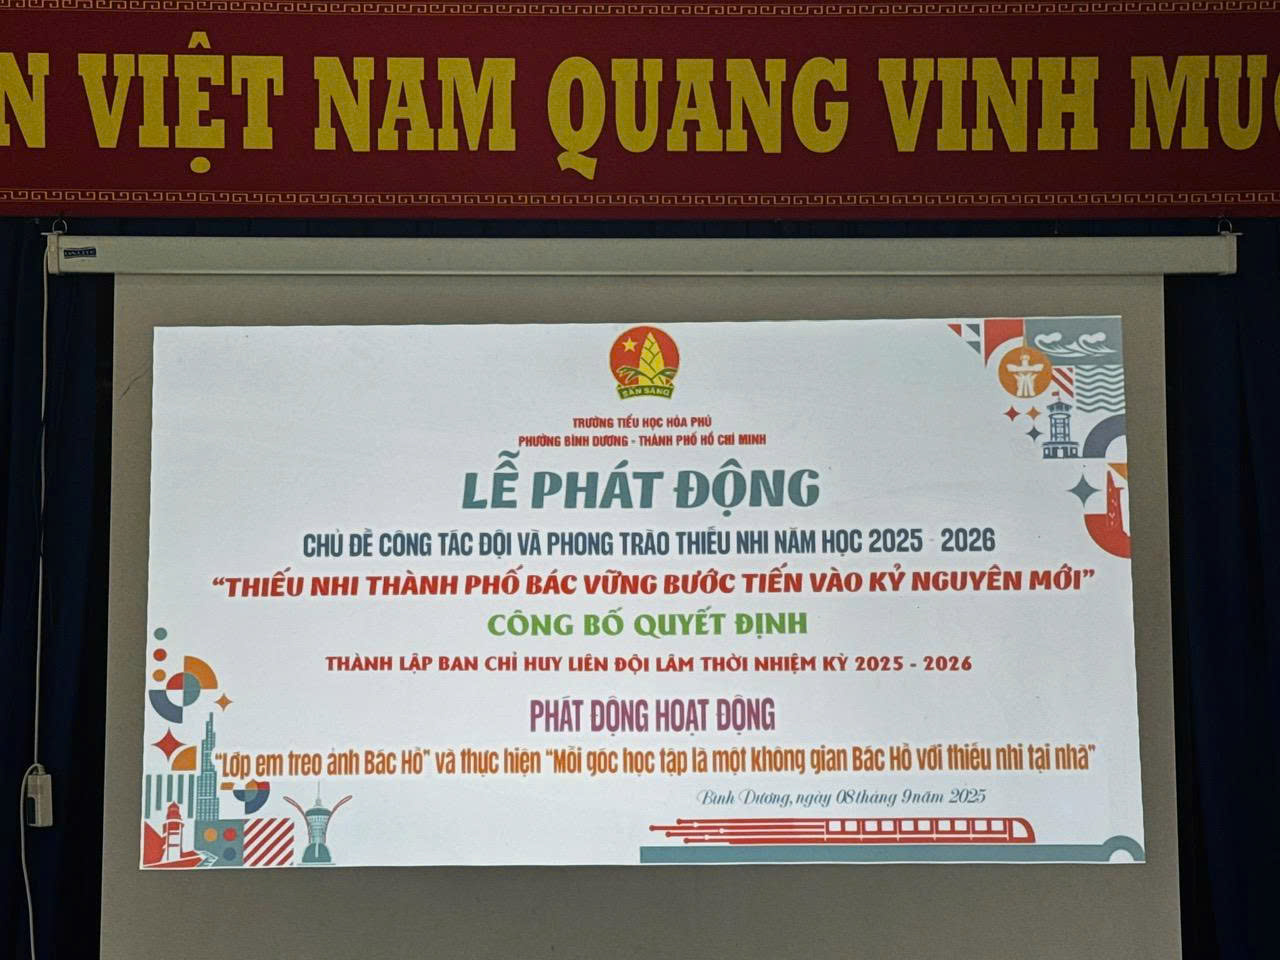 N VIỆT NAM QUANG VINH MUÔ
SẴN SÀNG
TRƯỜNG TIỂU HỌC HÒA PHÚ
PHƯỜNG BÌNH DƯƠNG - THÀNH PHỐ HỒ CHÍ MINH
LỄ PHÁT ĐỘNG
CHỦ ĐỀ CÔNG TÁC ĐỘI VÀ PHONG TRÀO THIẾU NHI NĂM HỌC 2025 - 2026
“THIẾU NHI THÀNH PHỐ BÁC VỮNG BƯỚC TIẾN VÀO KỶ NGUYÊN MỚI”
CÔNG BỐ QUYẾT ĐỊNH
THÀNH LẬP BAN CHỈ HUY LIÊN ĐỘI LÂM THỜI NHIỆM KỲ 2025 - 2026
PHÁT ĐỘNG HOẠT ĐỘNG
“Lớp em treo ảnh Bác Hồ” và thực hiện “Mỗi góc học tập là một không gian Bác Hồ với thiếu nhi tại nhà”
Bình Dương, ngày 08 tháng 9 năm 2025